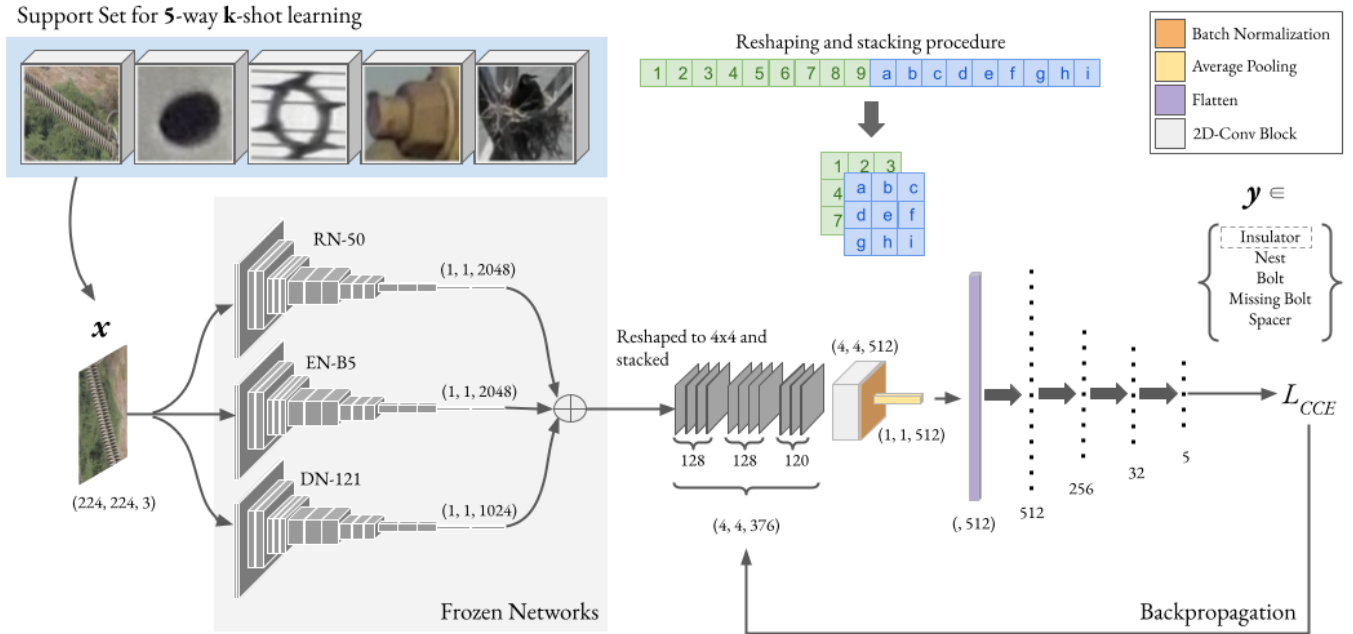 Support Set for 5-way k-shot learning
Reshaping and stacking procedure
1 2 3 4 5 6 7 8 9 a b c d e f g h i
1 2 3
4
7
a b c
d e f
g h i
Batch Normalization
Average Pooling
Flatten
2D-Conv Block
y ∈
Insulator
Nest
Bolt
Missing Bolt
Spacer
x
(224, 224, 3)
RN-50
(1, 1, 2048)
EN-B5
(1, 1, 2048)
DN-121
(1, 1, 1024)
Frozen Networks
Reshaped to 4x4 and
stacked
128 128 120
(4, 4, 376)
(4, 4, 512)
(1, 1, 512)
(, 512)
512
256
32
5
L_CCE
Backpropagation